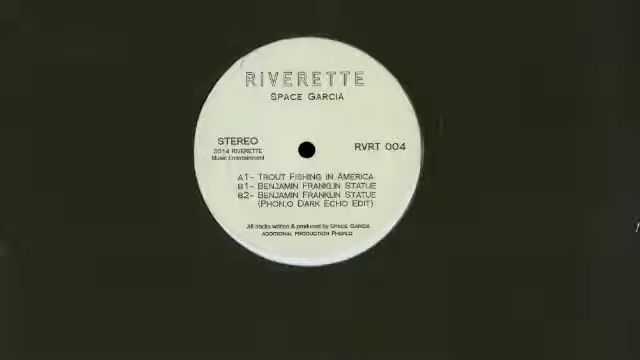 RIVERETTE
SPACE GARCIA
STEREO
2014 RIVERETTE
Music Entertainment
RVRT 004
A1- TROUT FISHING IN AMERICA
B1- BENJAMIN FRANKLIN STATUE
B2- BENJAMIN FRANKLIN STATUE
(PHON.O DARK ECHO EDIT)
All tracks written & produced by SPACE GARCIA
ADDITIONAL PRODUCTION PHON.O